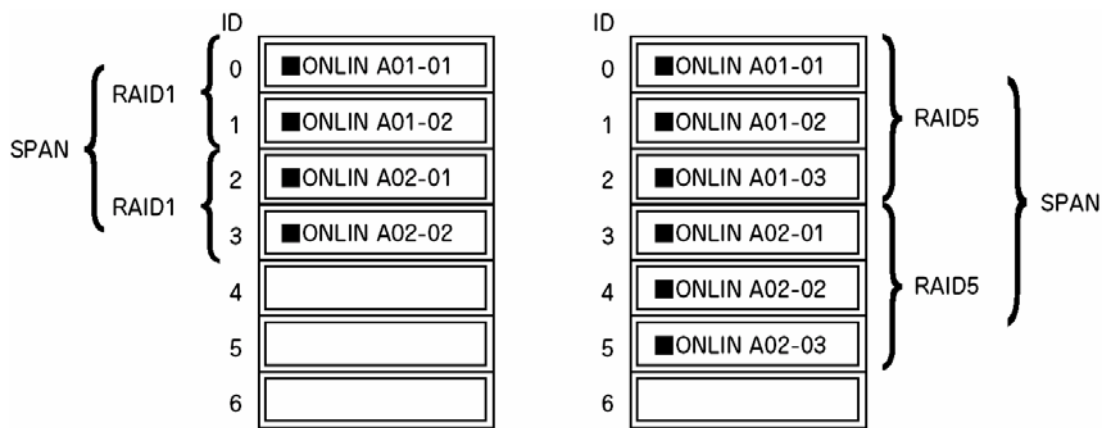 ID
0 ■ONLIN A01-01
1 ■ONLIN A01-02
2 ■ONLIN A02-01
3 ■ONLIN A02-02
4
5
6
RAID1
RAID1
SPAN
ID
0 ■ONLIN A01-01
1 ■ONLIN A01-02
2 ■ONLIN A01-03
3 ■ONLIN A02-01
4 ■ONLIN A02-02
5 ■ONLIN A02-03
6
RAID5
RAID5
SPAN